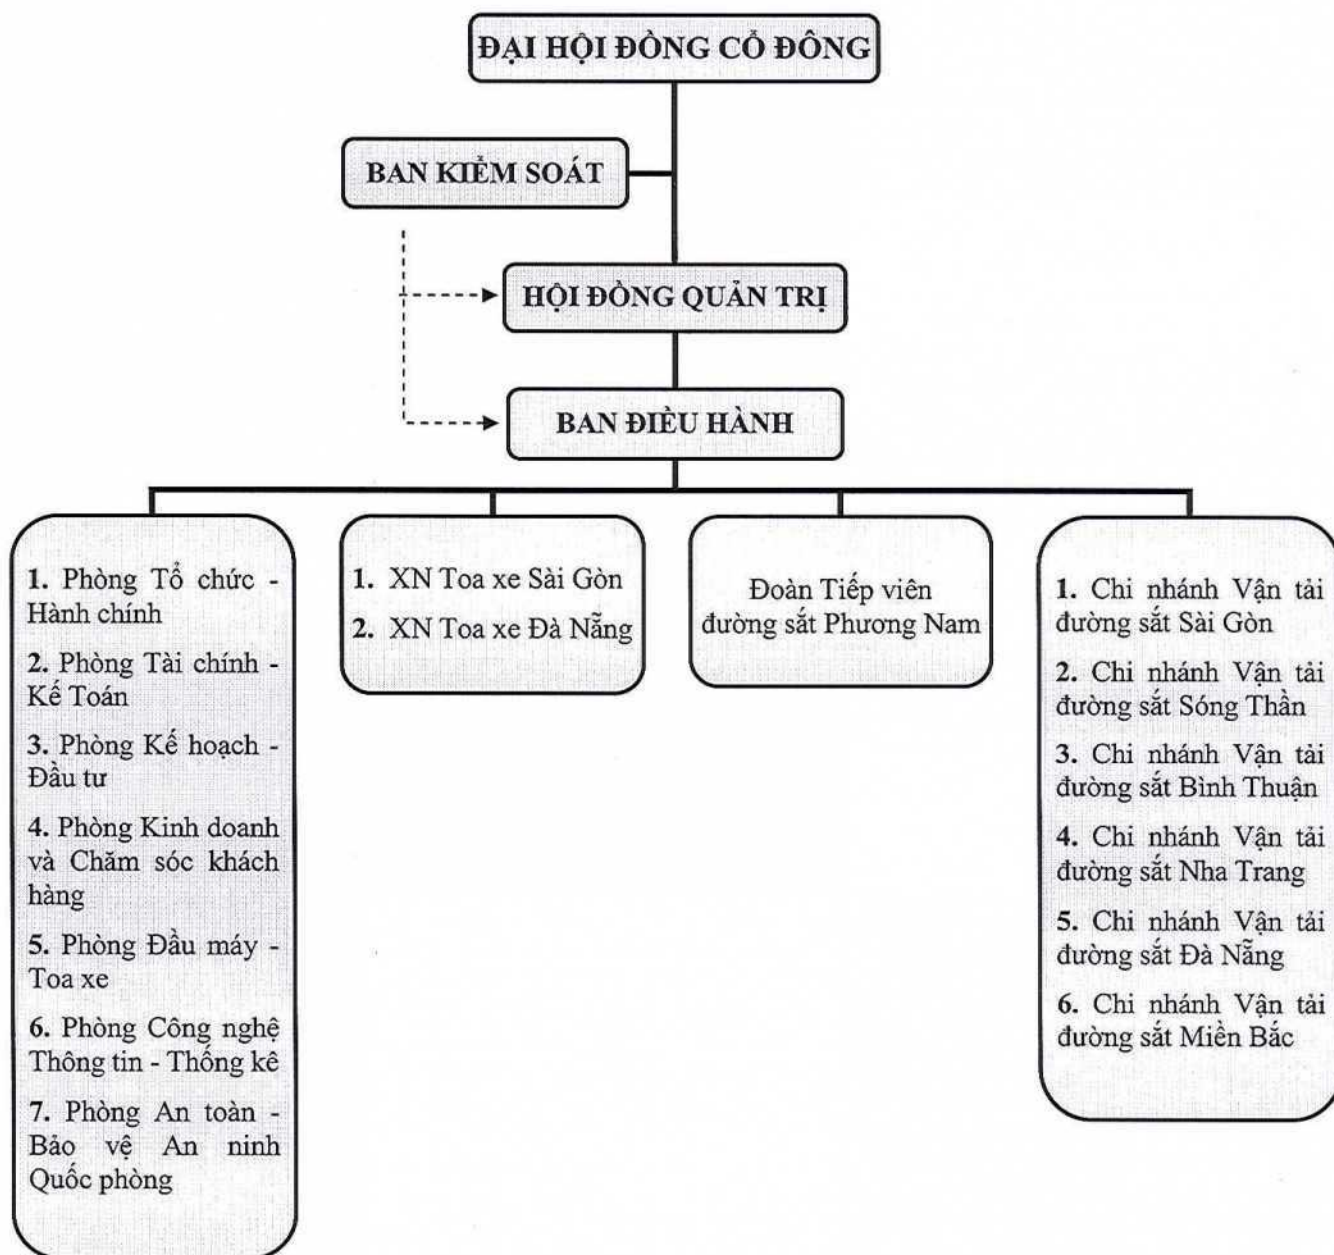 ĐẠI HỘI ĐỒNG CỔ ĐÔNG
BAN KIỂM SOÁT
HỘI ĐỒNG QUẢN TRỊ
BAN ĐIỀU HÀNH
1. Phòng Tổ chức -
Hành chính
2. Phòng Tài chính -
Kế Toán
3. Phòng Kế hoạch -
Đầu tư
4. Phòng Kinh doanh
và Chăm sóc khách
hàng
5. Phòng Đầu máy -
Toa xe
6. Phòng Công nghệ
Thông tin - Thống kê
7. Phòng An toàn -
Bảo vệ An ninh
Quốc phòng
1. XN Toa xe Sài Gòn
2. XN Toa xe Đà Nẵng
Đoàn Tiếp viên
đường sắt Phương Nam
1. Chi nhánh Vận tải
đường sắt Sài Gòn
2. Chi nhánh Vận tải
đường sắt Sóng Thần
3. Chi nhánh Vận tải
đường sắt Bình Thuận
4. Chi nhánh Vận tải
đường sắt Nha Trang
5. Chi nhánh Vận tải
đường sắt Đà Nẵng
6. Chi nhánh Vận tải
đường sắt Miền Bắc